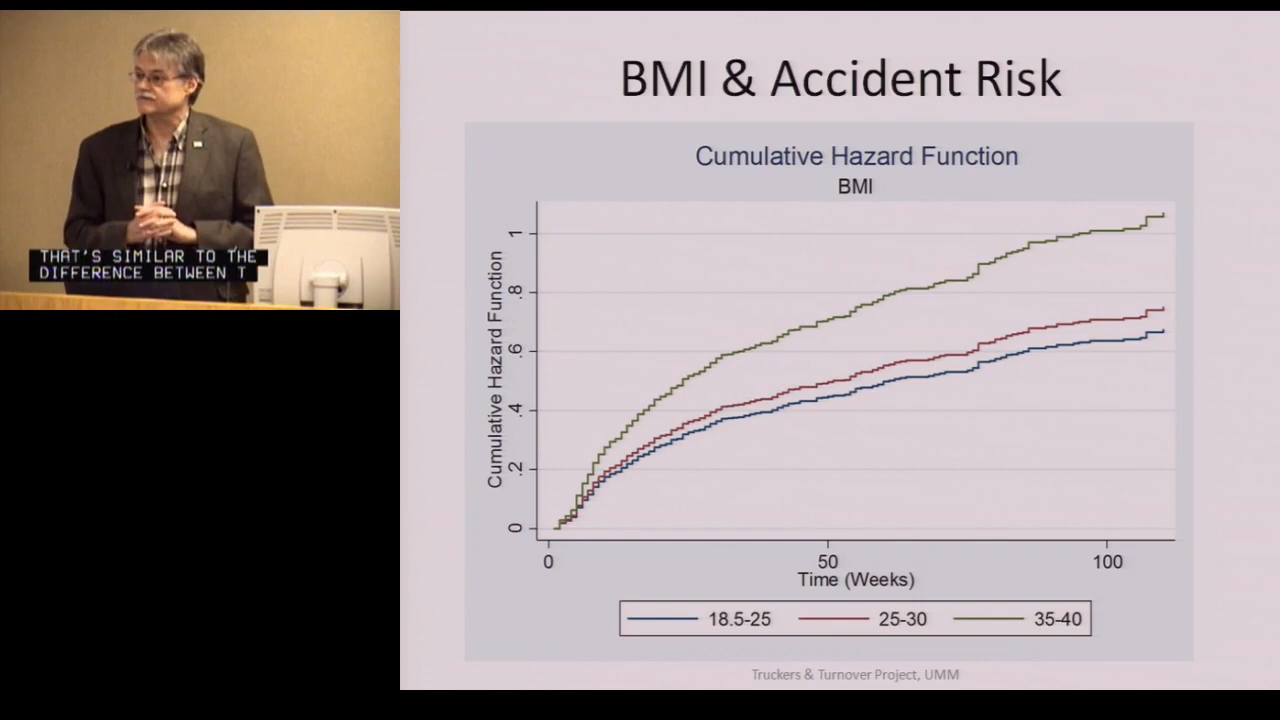 BMI & Accident Risk
Cumulative Hazard Function
BMI
Cumulative Hazard Function
1
.8
.6
.4
.2
0
0 50 100
Time (Weeks)
18.5-25 25-30 35-40
Truckers & Turnover Project, UMM
THAT'S SIMILAR TO THE
DIFFERENCE BETWEEN T